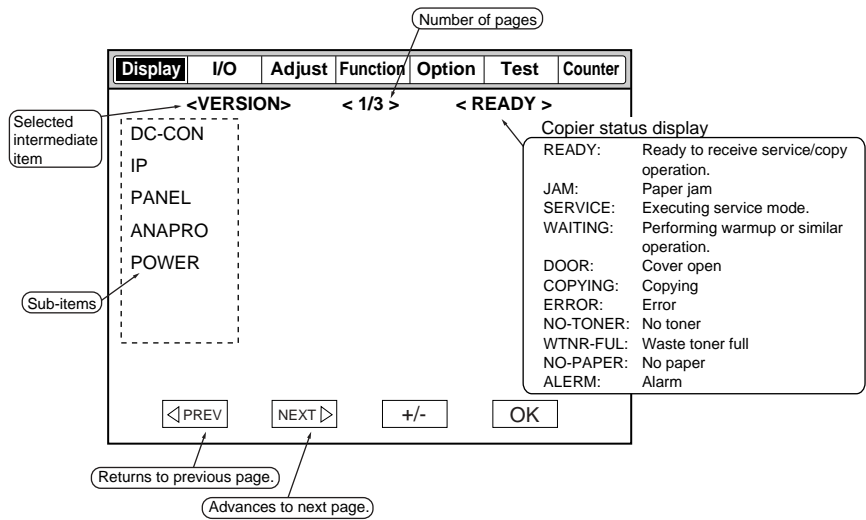 Number of pages
Display I/O Adjust Function Option Test Counter
<VERSION> < 1/3 > < READY >
Selected
intermediate
item
DC-CON
IP
PANEL
ANAPRO
POWER
Sub-items
Copier status display
READY: Ready to receive service/copy
operation.
JAM: Paper jam
SERVICE: Executing service mode.
WAITING: Performing warmup or similar
operation.
DOOR: Cover open
COPYING: Copying
ERROR: Error
NO-TONER: No toner
WTNR-FUL: Waste toner full
NO-PAPER: No paper
ALERM: Alarm
PREV NEXT +/- OK
Returns to previous page.
Advances to next page.